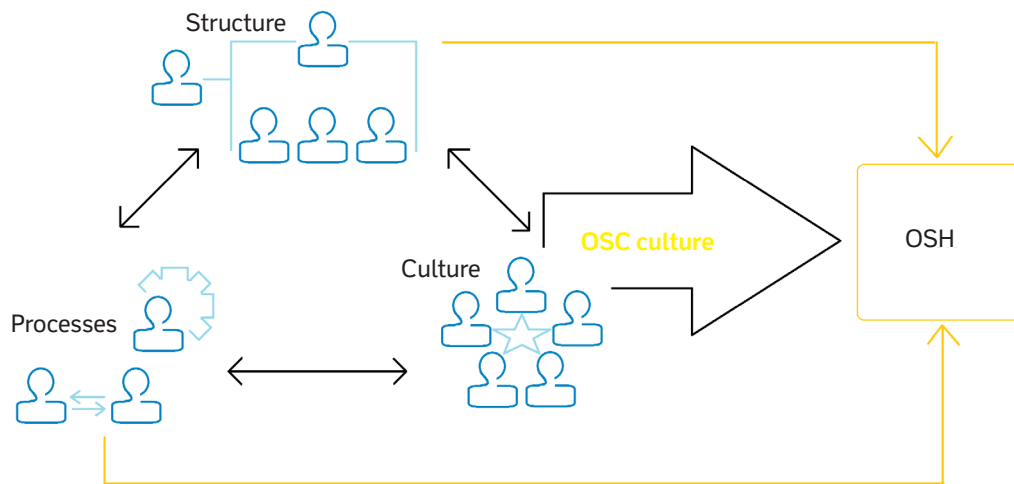 Structure
OSC culture
OSH
Culture
Processes